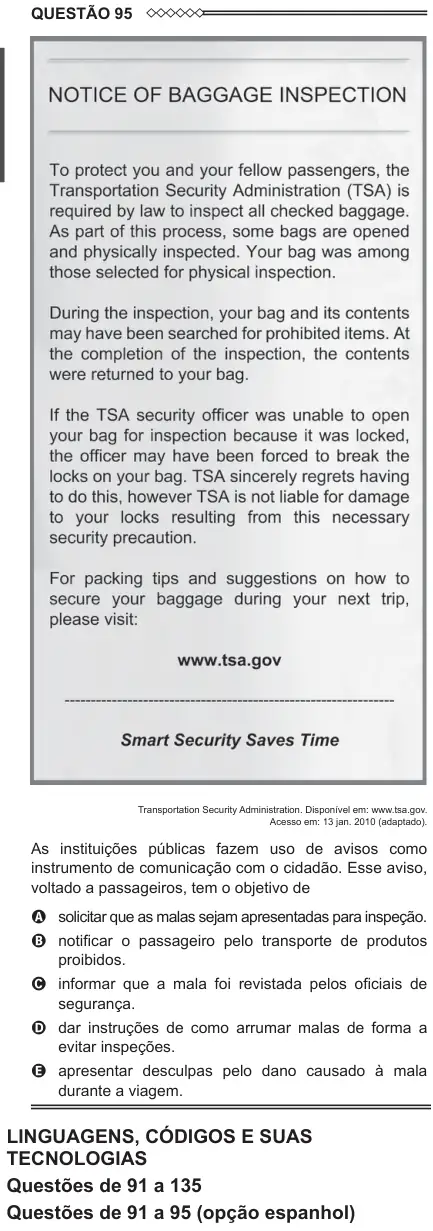 QUESTÃO 95
NOTICE OF BAGGAGE INSPECTION
To protect you and your fellow passengers, the
Transportation Security Administration (TSA) is
required by law to inspect all checked baggage.
As part of this process, some bags are opened
and physically inspected. Your bag was among
those selected for physical inspection.
During the inspection, your bag and its contents
may have been searched for prohibited items. At
the completion of the inspection, the contents
were returned to your bag.
If the TSA security officer was unable to open
your bag for inspection because it was locked,
the officer may have been forced to break the
locks on your bag. TSA sincerely regrets having
to do this, however TSA is not liable for damage
to your locks resulting from this necessary
security precaution.
For packing tips and suggestions on how to
secure your baggage during your next trip,
please visit:
www.tsa.gov
Smart Security Saves Time
Transportation Security Administration. Disponível em: www.tsa.gov.
Acesso em: 13 jan. 2010 (adaptado).
As instituições públicas fazem uso de avisos como
instrumento de comunicação com o cidadão. Esse aviso,
voltado a passageiros, tem o objetivo de
A solicitar que as malas sejam apresentadas para inspeção.
B notificar o passageiro pelo transporte de produtos
proibidos.
C informar que a mala foi revistada pelos oficiais de
segurança.
D dar instruções de como arrumar malas de forma a
evitar inspeções.
E apresentar desculpas pelo dano causado à mala
durante a viagem.
LINGUAGENS, CÓDIGOS E SUAS
TECNOLOGIAS
Questões de 91 a 135
Questões de 91 a 95 (opção espanhol)